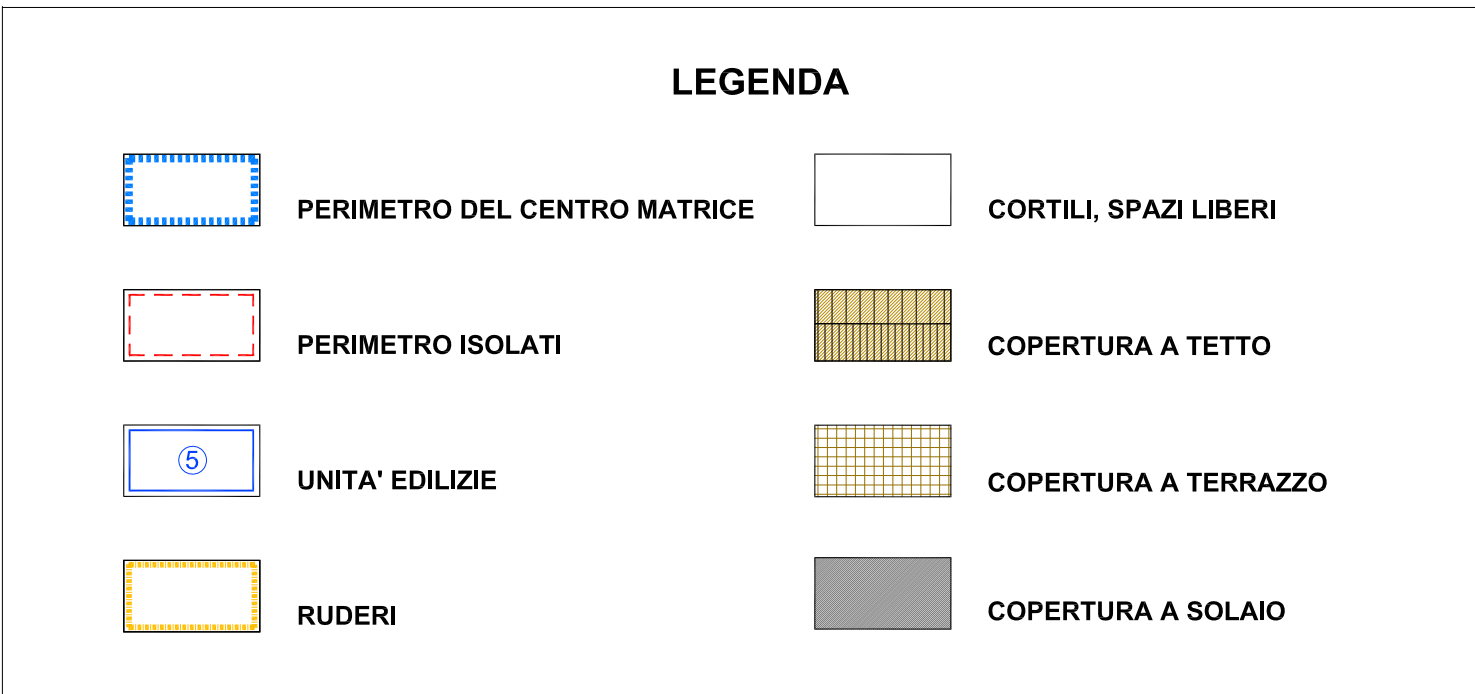 LEGENDA
PERIMETRO DEL CENTRO MATRICE
PERIMETRO ISOLATI
5
UNITA' EDILIZIE
RUDERI
CORTILI, SPAZI LIBERI
COPERTURA A TETTO
COPERTURA A TERRAZZO
COPERTURA A SOLAIO